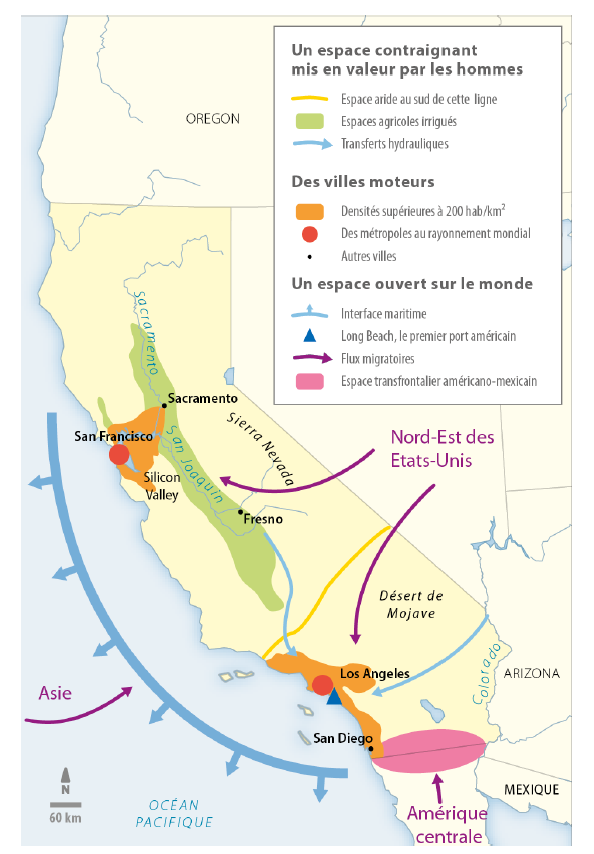 Un espace contraignant
mis en valeur par les hommes
Espace aride au sud de cette ligne
Espaces agricoles irrigués
Transferts hydrauliques
Des villes moteurs
Densités supérieures à 200 hab/km²
Des métropoles au rayonnement mondial
Autres villes
Un espace ouvert sur le monde
Interface maritime
Long Beach, le premier port américain
Flux migratoires
Espace transfrontalier américano-mexicain
OREGON
Sacramento
Sacramento
San Francisco
Sierra Nevada
San Joaquin
Silicon
Valley
Fresno
Nord-Est des
Etats-Unis
Désert de
Mojave
Los Angeles
Colorado
ARIZONA
Asie
San Diego
N
60 km
OCÉAN
PACIFIQUE
MEXIQUE
Amérique
centrale